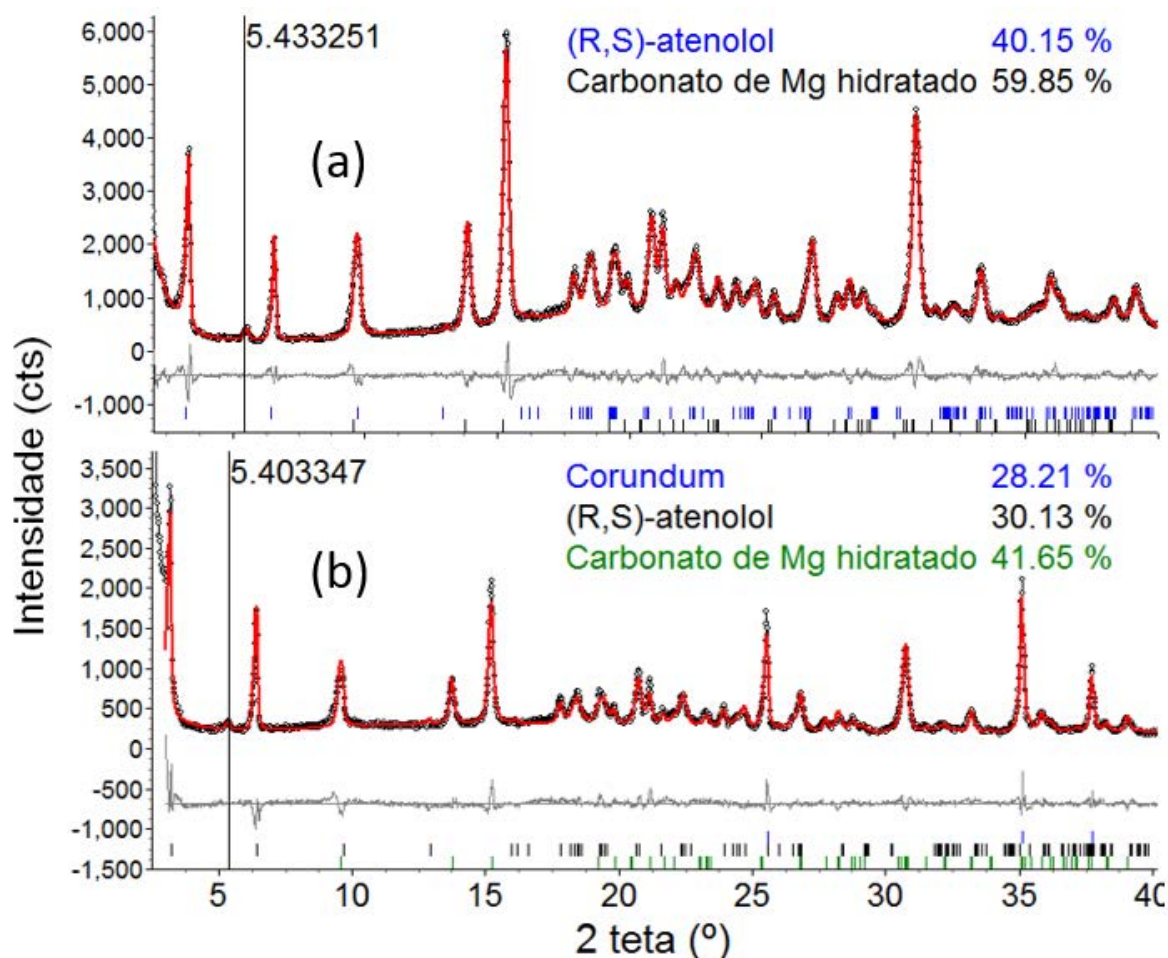 6,000
5,000
4,000
3,000
2,000
1,000
0
-1,000
5.433251
(a)
(R,S)-atenolol 40.15 %
Carbonato de Mg hidratado 59.85 %
Intensidade (cts)
3,500
3,000
2,500
2,000
1,500
1,000
500
0
-500
-1,000
-1,500
5.403347
(b)
Corundum 28.21 %
(R,S)-atenolol 30.13 %
Carbonato de Mg hidratado 41.65 %
5 10 15 20 25 30 35 40
2 teta (º)